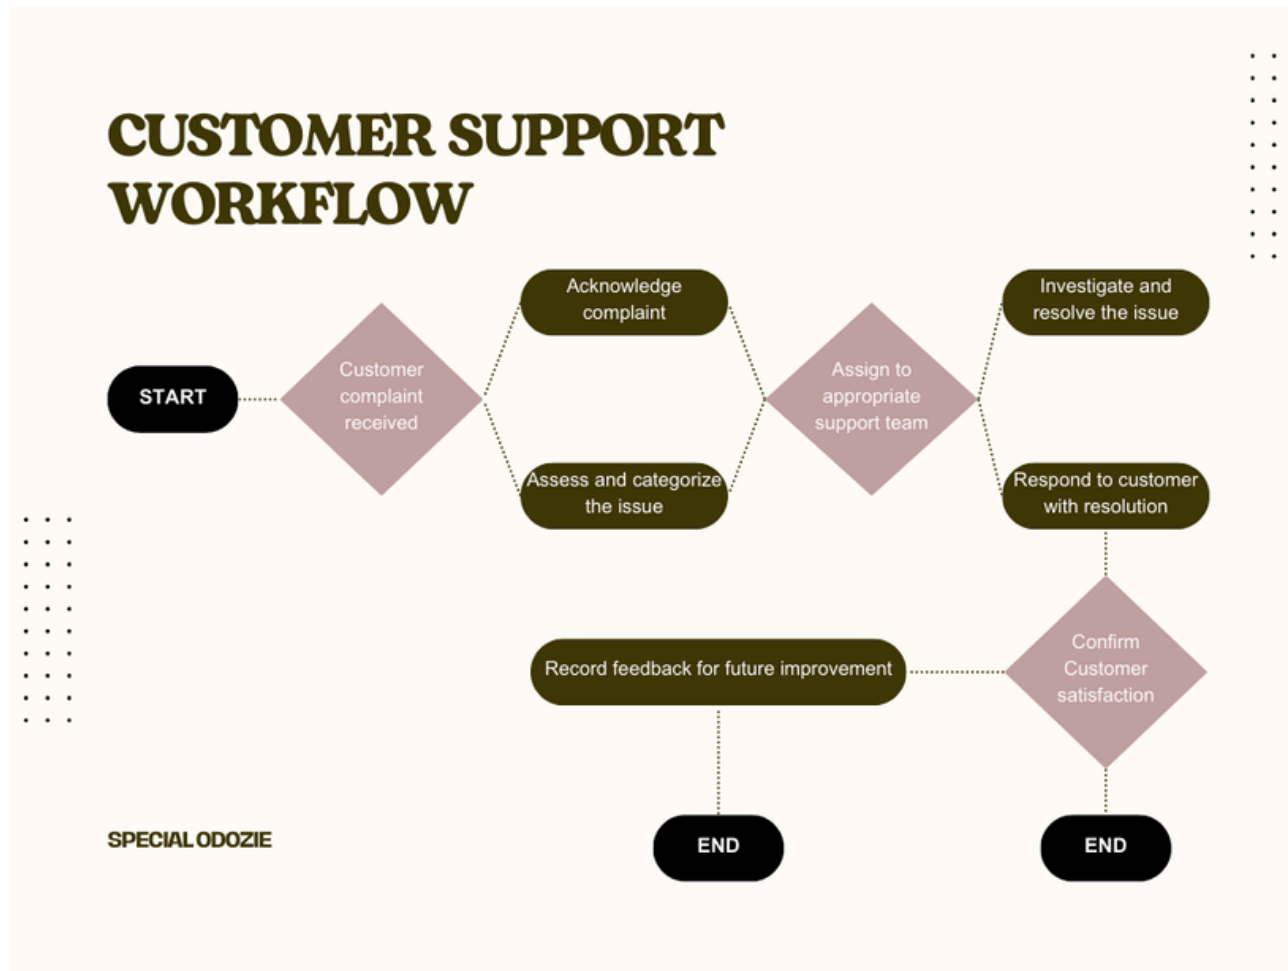 CUSTOMER SUPPORT
WORKFLOW
START
Customer
complaint
received
Acknowledge
complaint
Assess and categorize
the issue
Assign to
appropriate
support team
Investigate and
resolve the issue
Respond to customer
with resolution
Confirm
Customer
satisfaction
Record feedback for future improvement
END
END
SPECIAL ODOZIE